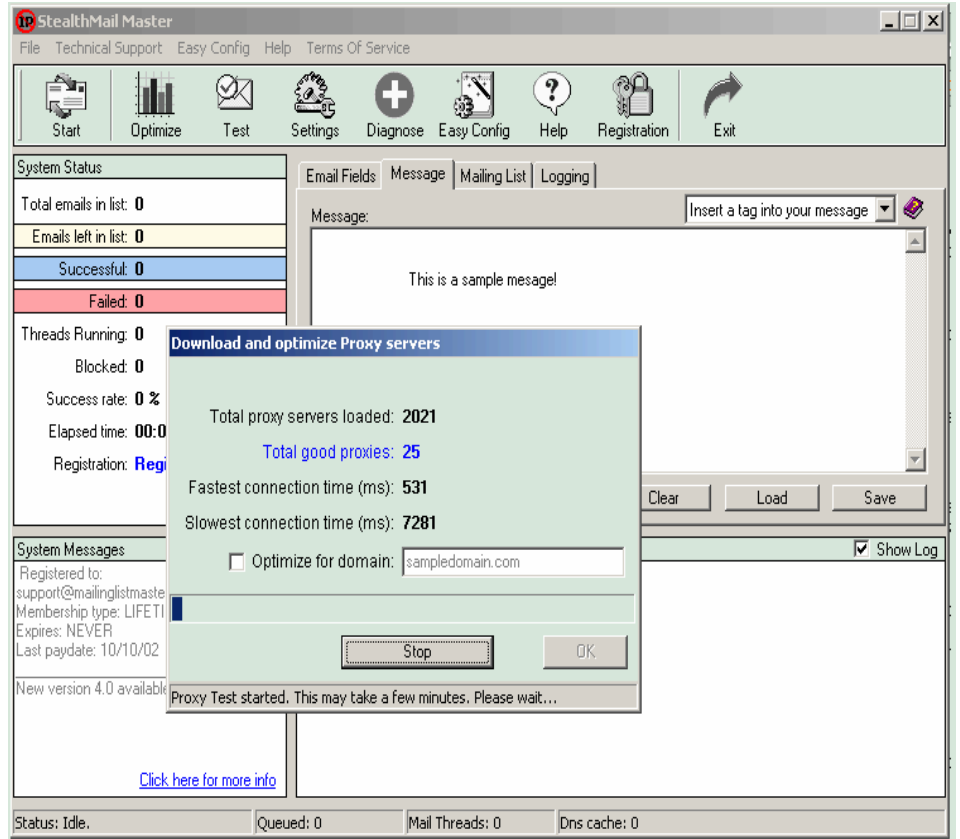 IP StealthMail Master
File Technical Support Easy Config Help Terms Of Service
Start Optimize Test Settings Diagnose Easy Config Help Registration Exit
System Status
Total emails in list: 0
Emails left in list: 0
Successful: 0
Failed: 0
Threads Running: 0
Blocked: 0
Success rate: 0 %
Elapsed time: 00:0
Registration: Regi
Email Fields Message Mailing List Logging
Message: Insert a tag into your message
This is a sample mesage!
Clear Load Save
Download and optimize Proxy servers
Total proxy servers loaded: 2021
Total good proxies: 25
Fastest connection time (ms): 531
Slowest connection time (ms): 7281
Optimize for domain: sampledomain.com
Stop OK
Proxy Test started. This may take a few minutes. Please wait...
System Messages
Registered to:
support@mailinglistmaste
Membership type: LIFETI
Expires: NEVER
Last paydate: 10/10/02
New version 4.0 available
Click here for more info
Show Log
Status: Idle. Queued: 0 Mail Threads: 0 Dns cache: 0